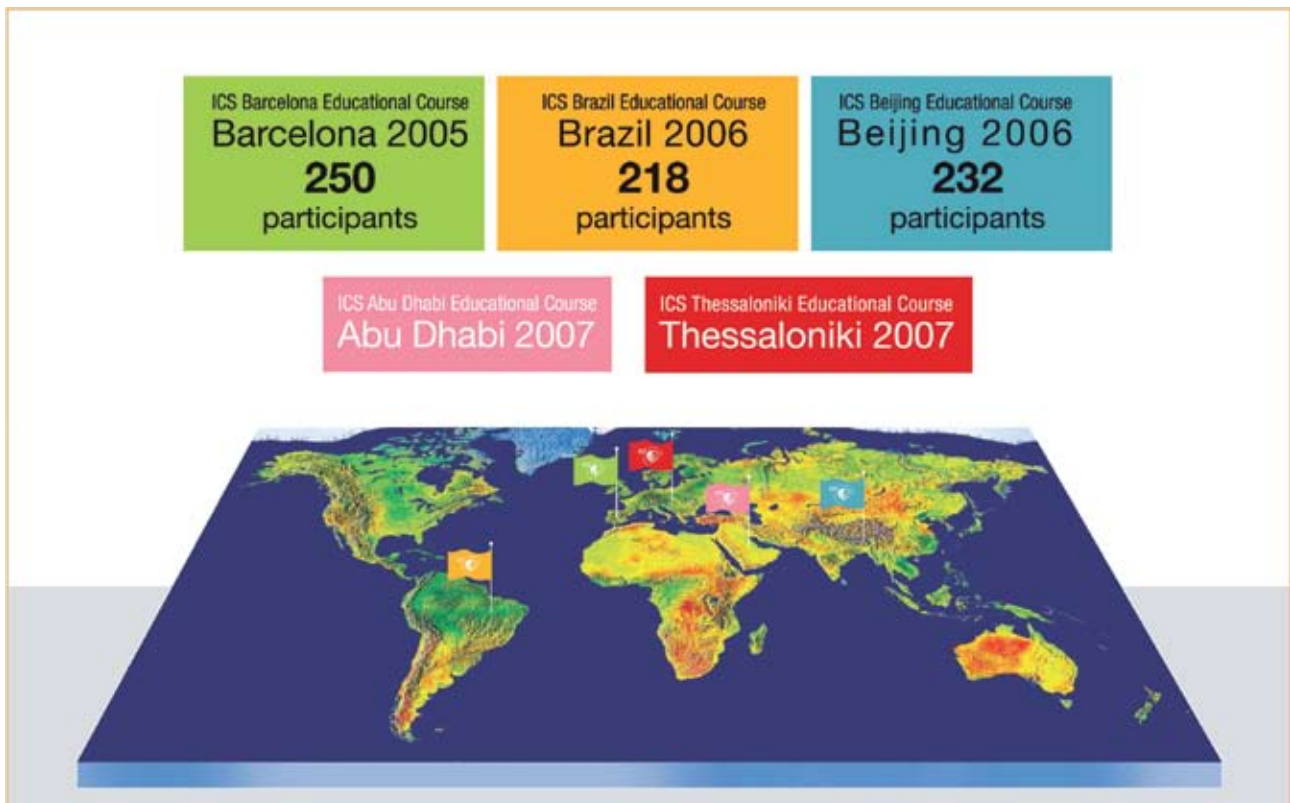 ICS Barcelona Educational Course
Barcelona 2005
250
participants
ICS Brazil Educational Course
Brazil 2006
218
participants
ICS Beijing Educational Course
Beijing 2006
232
participants
ICS Abu Dhabi Educational Course
Abu Dhabi 2007
ICS Thessaloniki Educational Course
Thessaloniki 2007